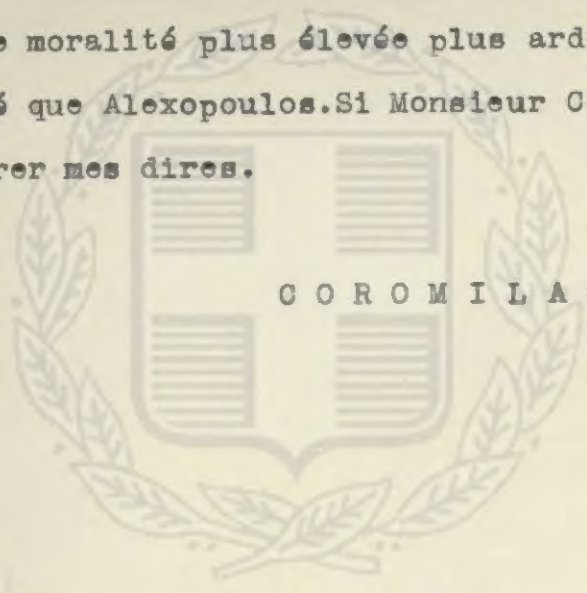 e moralité plus élevée plus ard
é que Alexopoulos.Si Monsieur C
rer mes dires.
C O R O M I L A